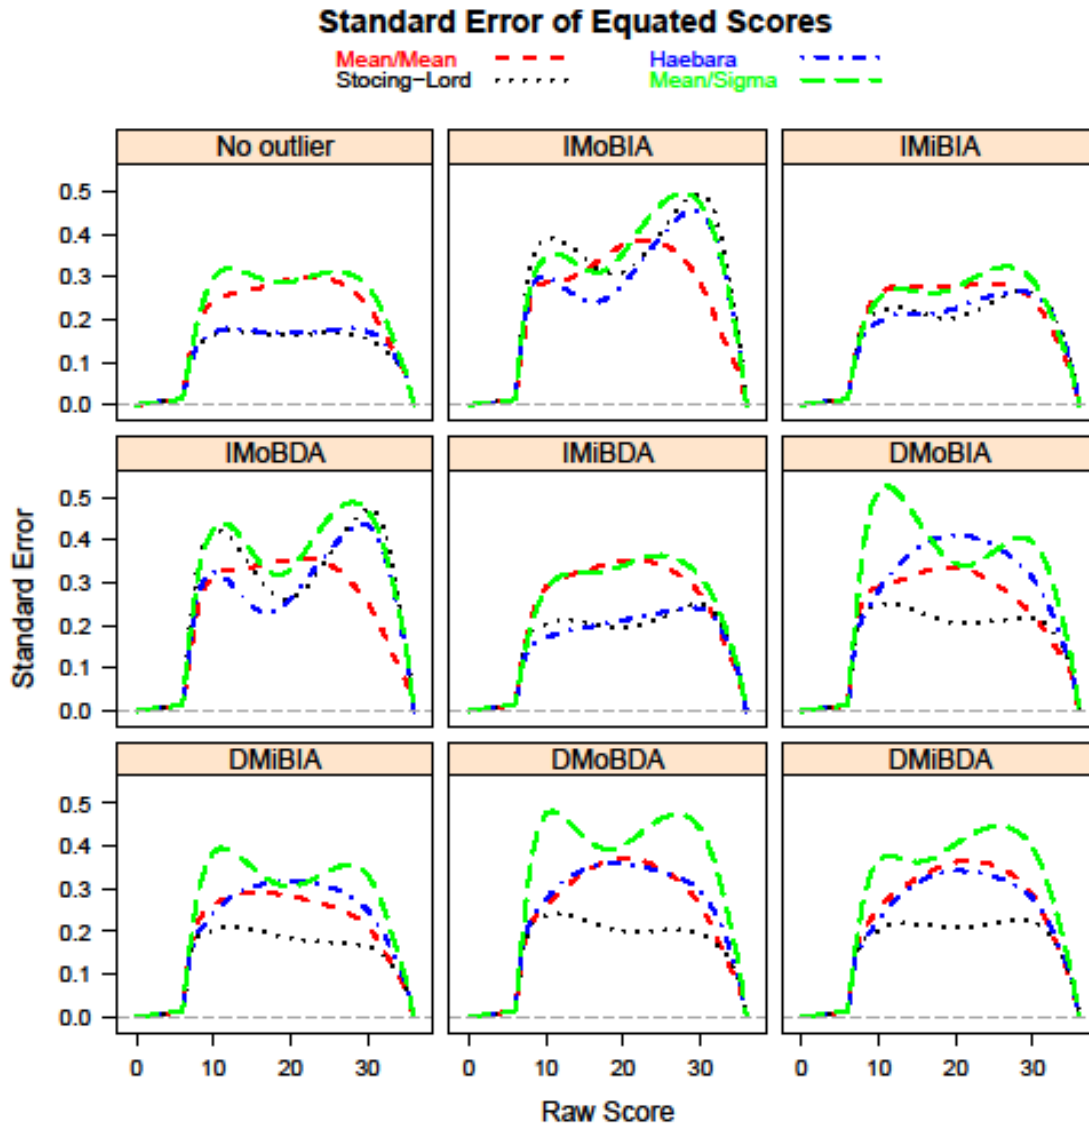 Standard Error of Equated Scores
Mean/Mean Haebara
Stocing-Lord Mean/Sigma
No outlier IMoBIA IMiBIA
0.5
0.4
0.3
0.2
0.1
0.0
IMoBDA IMiBDA DMoBIA
0.5
0.4
0.3
0.2
0.1
0.0
Standard Error
DMiBIA DMoBDA DMiBDA
0.5
0.4
0.3
0.2
0.1
0.0
0 10 20 30 0 10 20 30 0 10 20 30
Raw Score